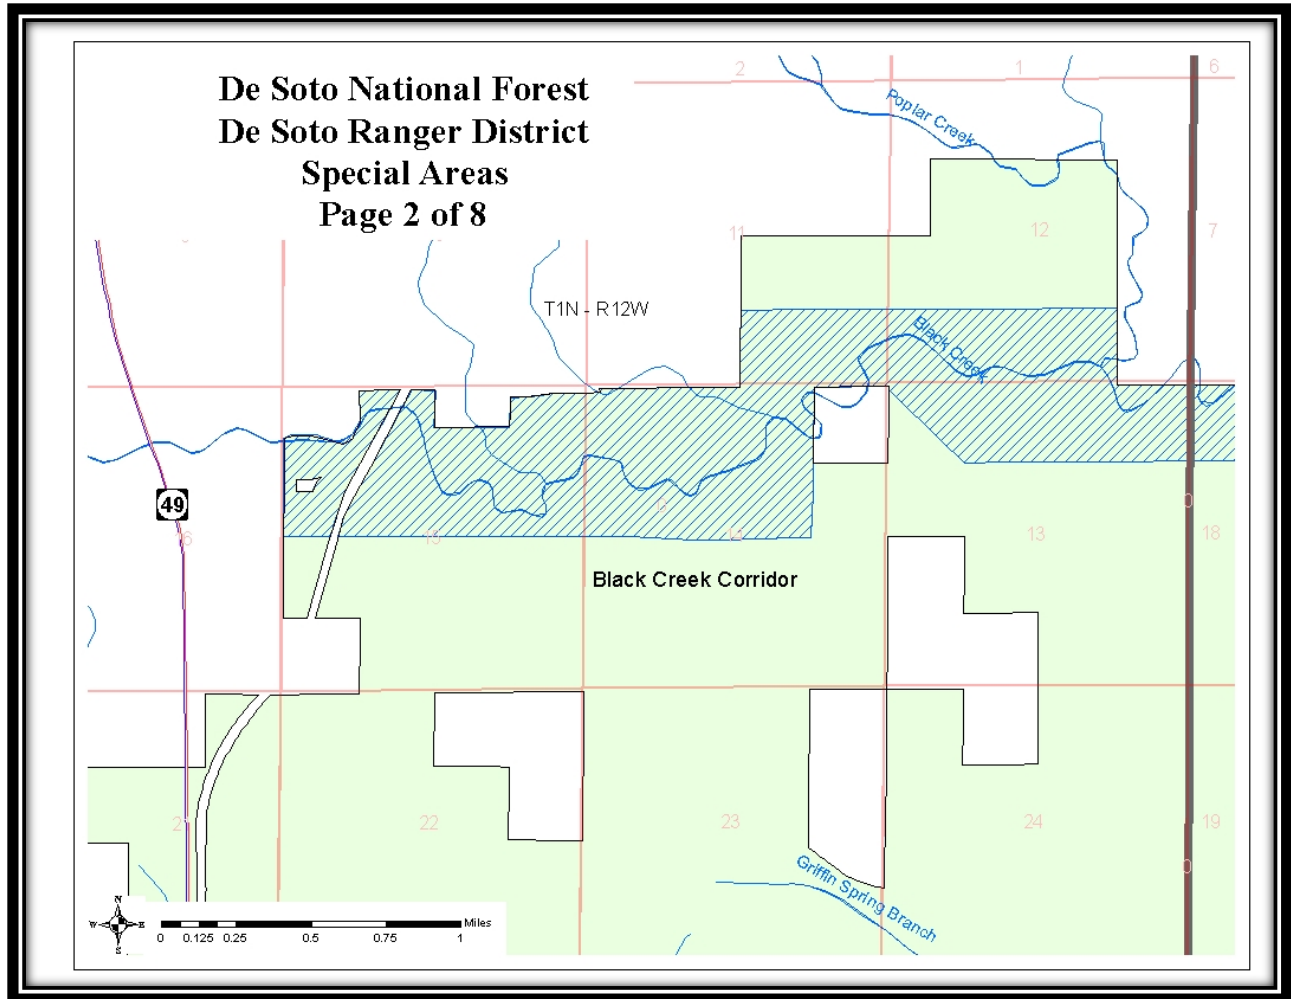 De Soto National Forest
De Soto Ranger District
Special Areas
Page 2 of 8
2
1
6
Poplar Creek
11
12
7
T1N - R12W
Black Creek
49
16
15
14
13
18
Black Creek Corridor
22
23
24
19
Griffin Spring Branch
N
W E
S
Miles
0 0.125 0.25 0.5 0.75 1